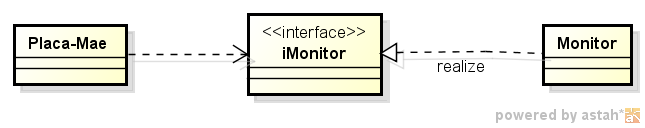 <<interface>>
Placa-Mae
iMonitor
Monitor
realize
powered by astah*